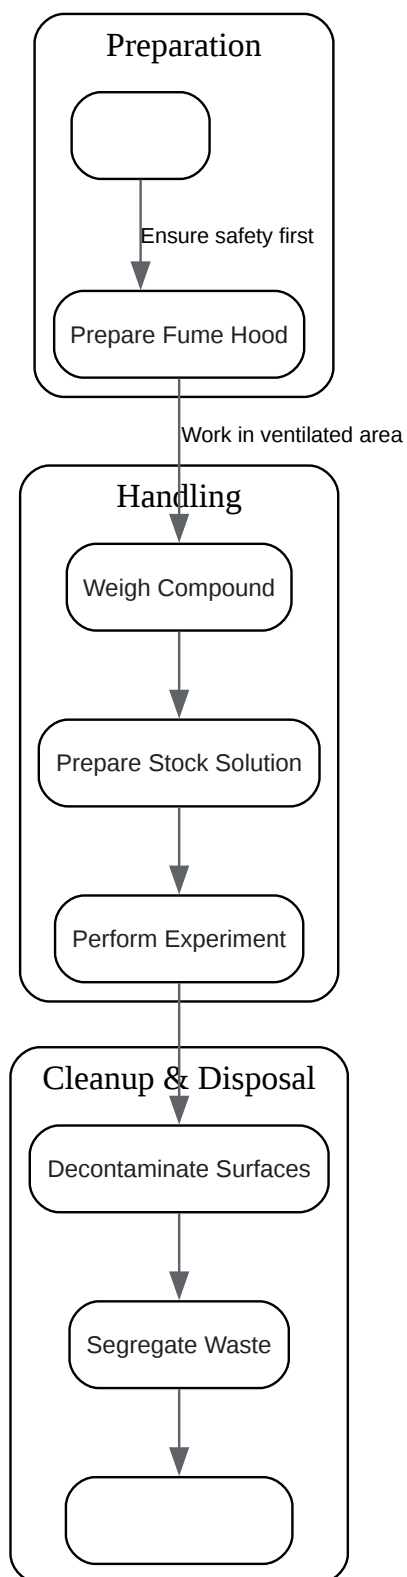 Preparation
Ensure safety first
Prepare Fume Hood
Work in ventilated area
Handling
Weigh Compound
Prepare Stock Solution
Perform Experiment
Cleanup & Disposal
Decontaminate Surfaces
Segregate Waste